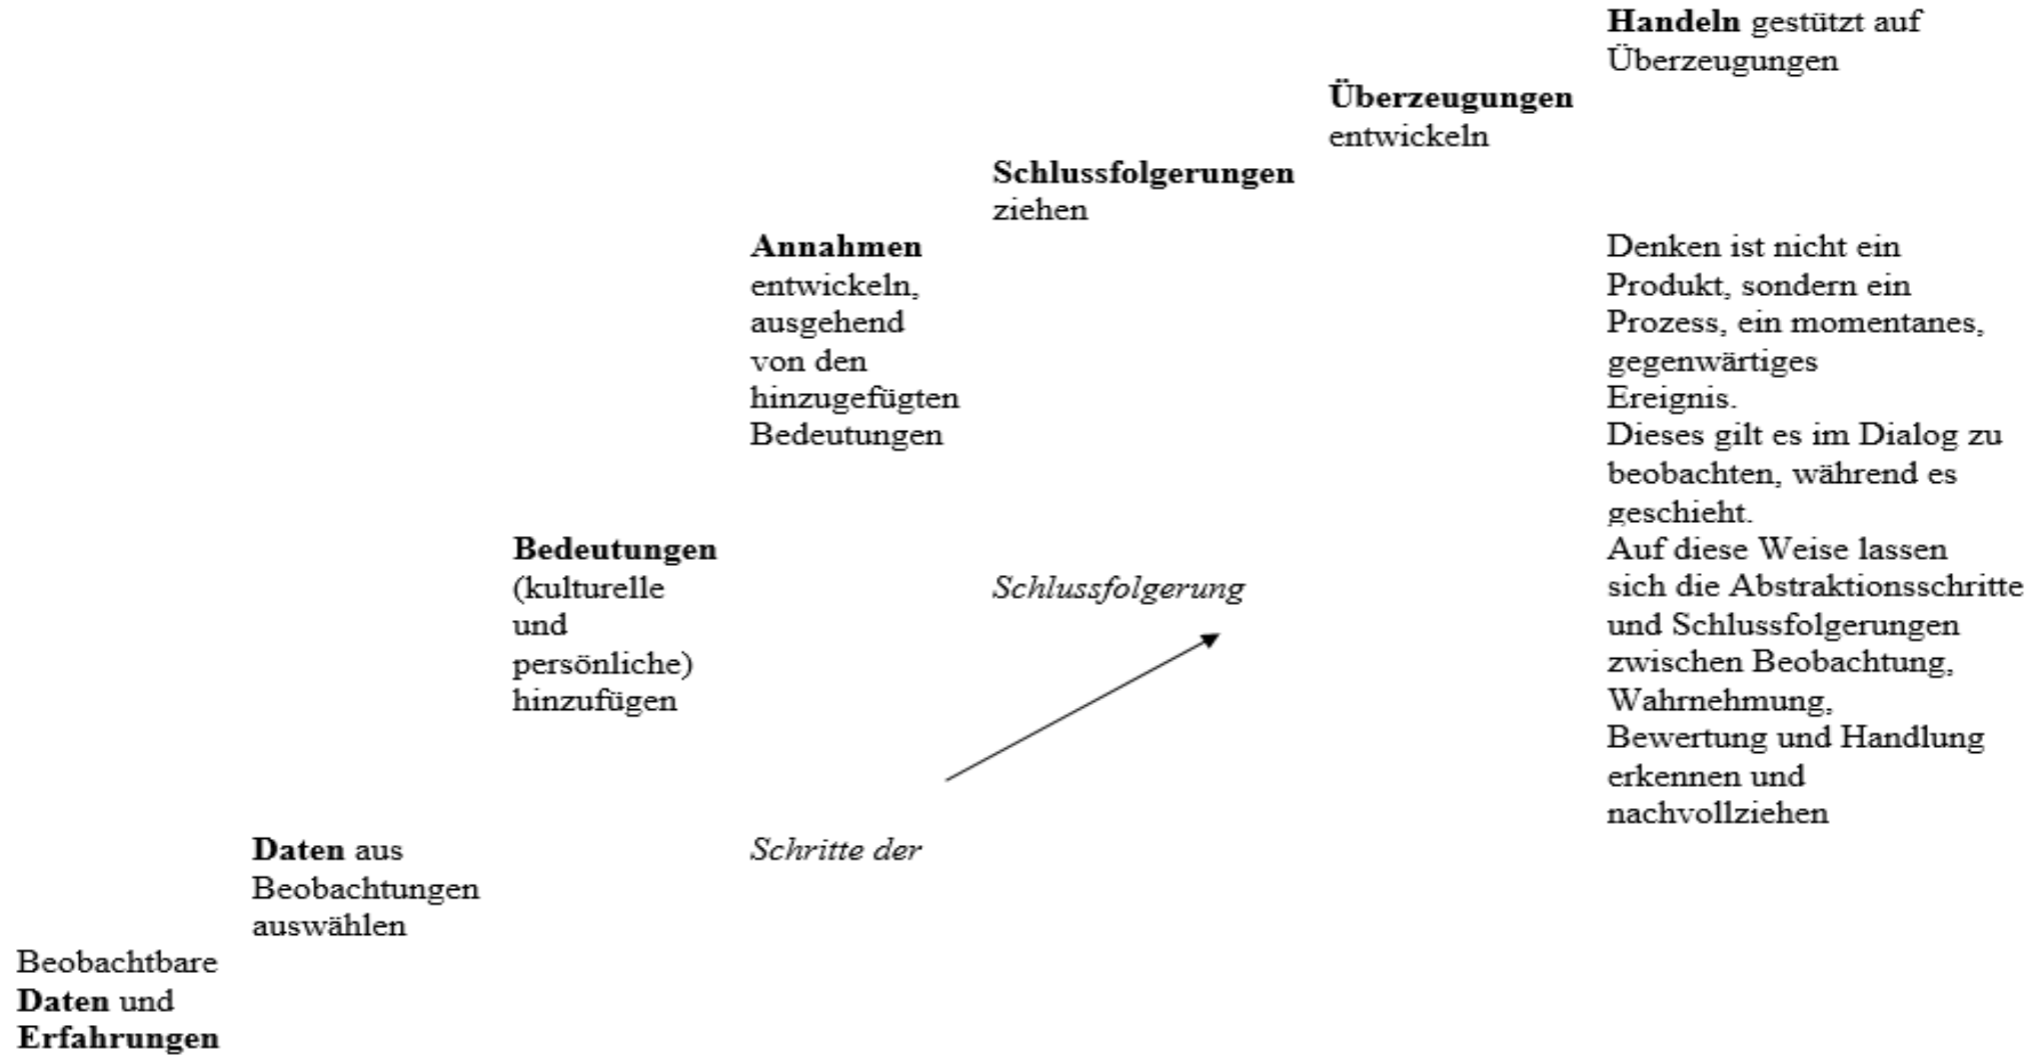 Handeln gestützt auf
Überzeugungen
Überzeugungen
entwickeln
Schlussfolgerungen
ziehen
Annahmen
entwickeln,
ausgehend
von den
hinzugefügten
Bedeutungen
Denken ist nicht ein
Produkt, sondern ein
Prozess, ein momentanes,
gegenwärtiges
Ereignis.
Dieses gilt es im Dialog zu
beobachten, während es
geschieht.
Auf diese Weise lassen
sich die Abstraktionsschritte
und Schlussfolgerungen
zwischen Beobachtung,
Wahrnehmung,
Bewertung und Handlung
erkennen und
nachvollziehen
Bedeutungen
(kulturelle
und
persönliche)
hinzufügen
Schlussfolgerung
Schritte der
Daten aus
Beobachtungen
auswählen
Beobachtbare
Daten und
Erfahrungen